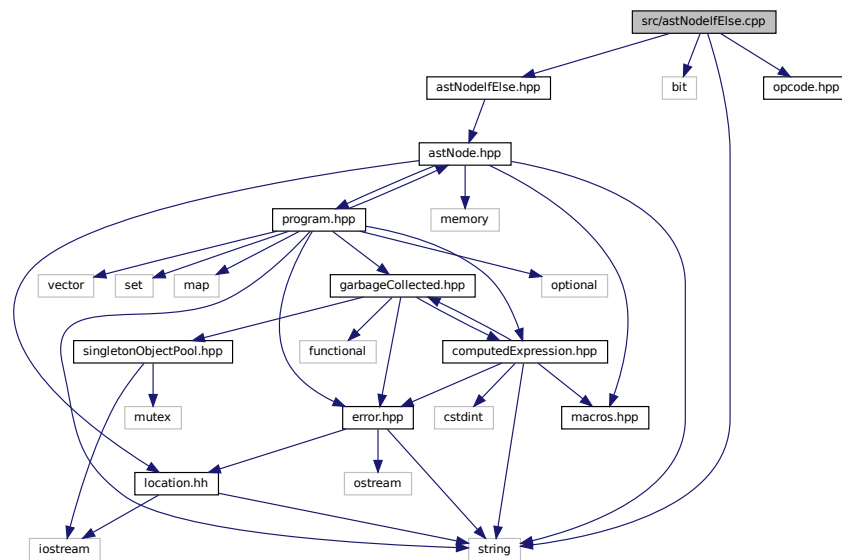 src/astNodeIfElse.cpp
astNodeIfElse.hpp
bit
opcode.hpp
astNode.hpp
program.hpp
memory
vector
set
map
garbageCollected.hpp
optional
singletonObjectPool.hpp
functional
computedExpression.hpp
mutex
error.hpp
cstdint
macros.hpp
location.hh
ostream
iostream
string